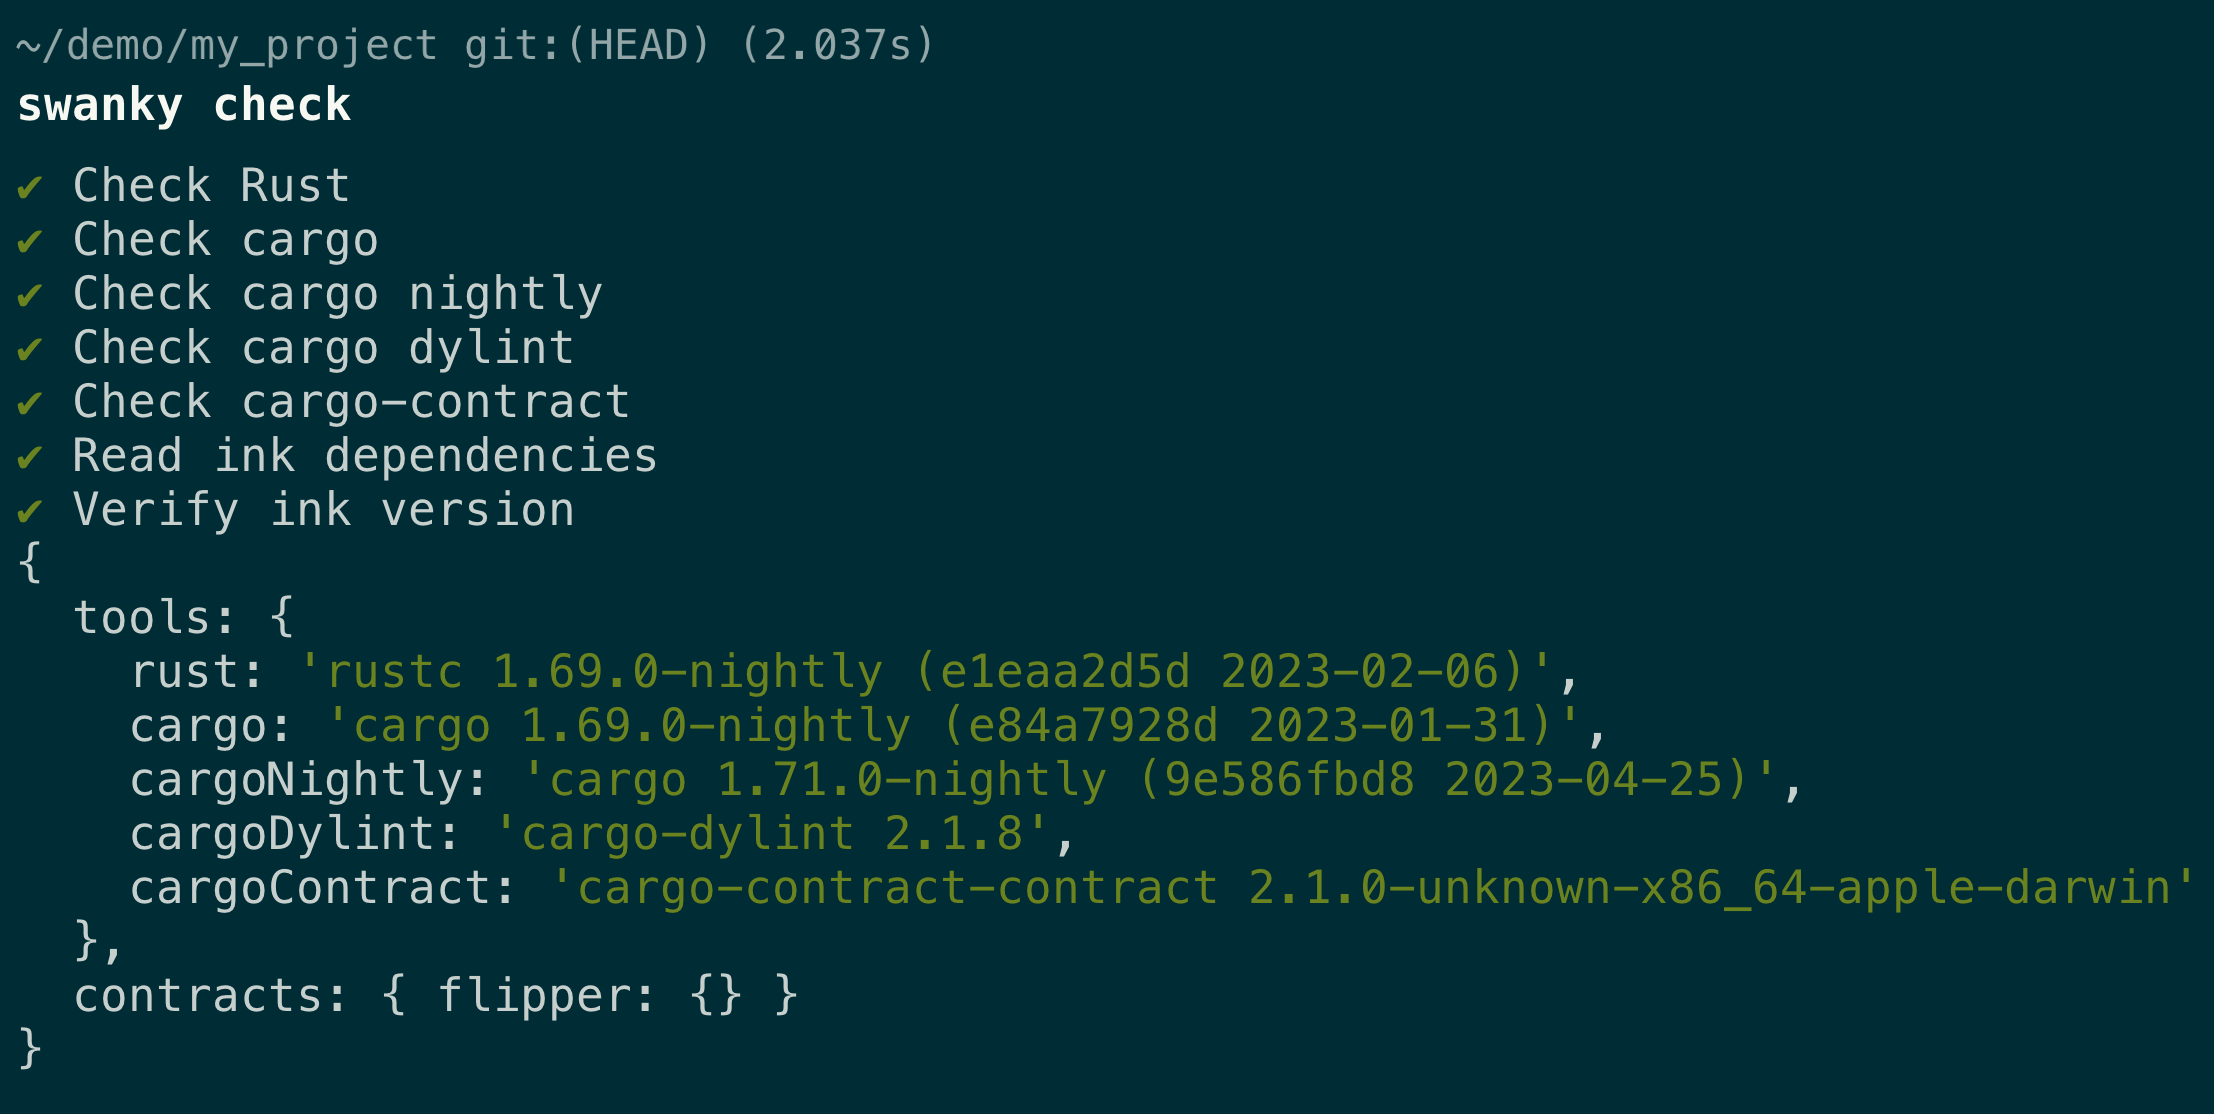 ~/demo/my_project git:(HEAD) (2.037s)
swanky check
✔ Check Rust
✔ Check cargo
✔ Check cargo nightly
✔ Check cargo dylint
✔ Check cargo-contract
✔ Read ink dependencies
✔ Verify ink version
{
  tools: {
    rust: 'rustc 1.69.0-nightly (e1eaa2d5d 2023-02-06)',
    cargo: 'cargo 1.69.0-nightly (e84a7928d 2023-01-31)',
    cargoNightly: 'cargo 1.71.0-nightly (9e586fbd8 2023-04-25)',
    cargoDylint: 'cargo-dylint 2.1.8',
    cargoContract: 'cargo-contract-contract 2.1.0-unknown-x86_64-apple-darwin'
  },
  contracts: { flipper: {} }
}